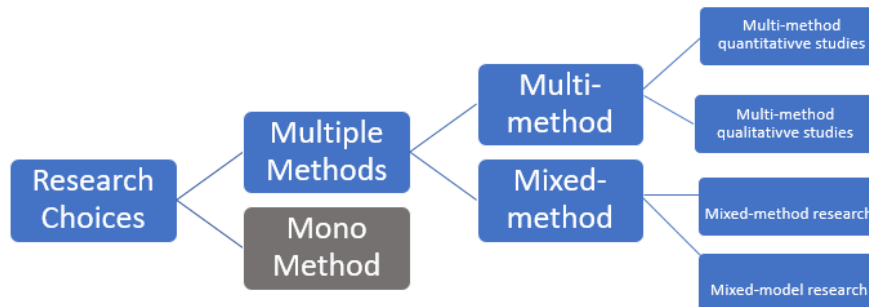 Multi-method
quantitativve studies
Multi-
method
Multi-method
qualitativve studies
Multiple
Methods
Research
Choices
Mixed-
method
Mixed-method research
Mono
Method
Mixed-model research